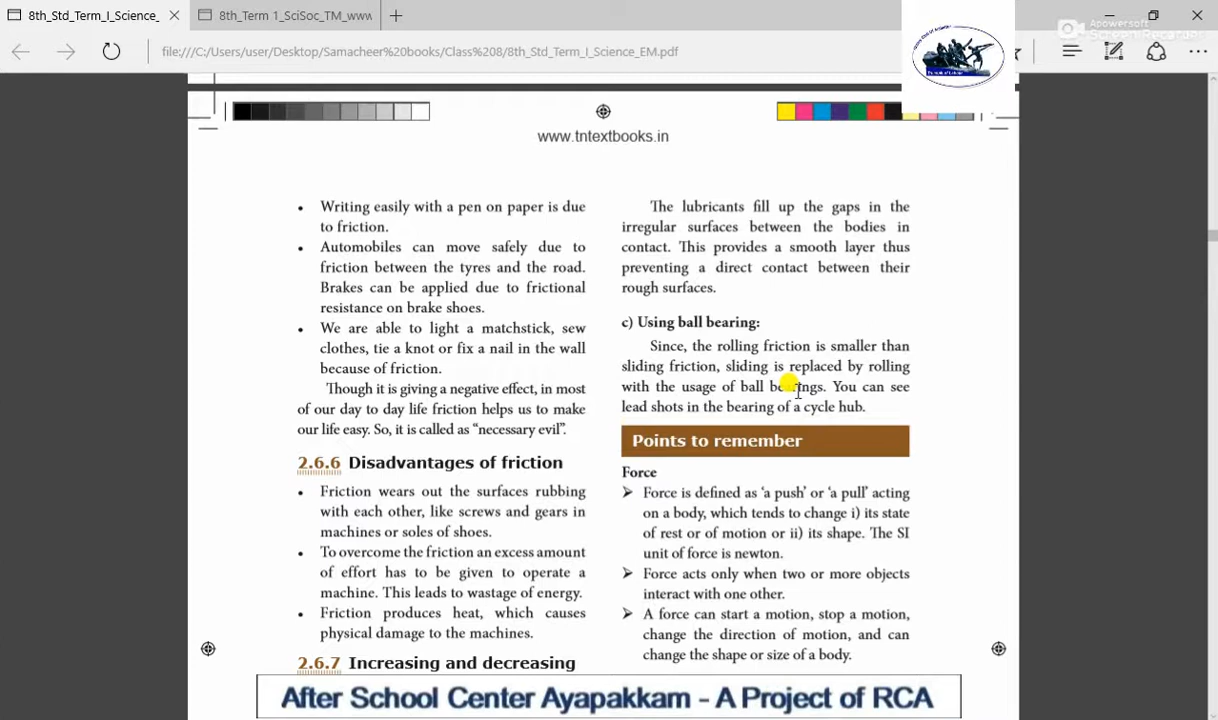 8th_Std_Term_I_Science_
8th_Term 1_SciSoc_TM_www
Apowersoft
Screen Recorder
file:///C:/Users/user/Desktop/Samacheer%20books/Class%208/8th_Std_Term_I_Science_EM.pdf
www.tntextbooks.in
• Writing easily with a pen on paper is due
to friction.
• Automobiles can move safely due to
friction between the tyres and the road.
Brakes can be applied due to frictional
resistance on brake shoes.
• We are able to light a matchstick, sew
clothes, tie a knot or fix a nail in the wall
because of friction.
Though it is giving a negative effect, in most
of our day to day life friction helps us to make
our life easy. So, it is called as “necessary evil”.
2.6.6 Disadvantages of friction
• Friction wears out the surfaces rubbing
with each other, like screws and gears in
machines or soles of shoes.
• To overcome the friction an excess amount
of effort has to be given to operate a
machine. This leads to wastage of energy.
• Friction produces heat, which causes
physical damage to the machines.
2.6.7 Increasing and decreasing
The lubricants fill up the gaps in the
irregular surfaces between the bodies in
contact. This provides a smooth layer thus
preventing a direct contact between their
rough surfaces.
c) Using ball bearing:
Since, the rolling friction is smaller than
sliding friction, sliding is replaced by rolling
with the usage of ball bearings. You can see
lead shots in the bearing of a cycle hub.
Points to remember
Force
➢ Force is defined as ‘a push’ or ‘a pull’ acting
on a body, which tends to change i) its state
of rest or of motion or ii) its shape. The SI
unit of force is newton.
➢ Force acts only when two or more objects
interact with one other.
➢ A force can start a motion, stop a motion,
change the direction of motion, and can
change the shape or size of a body.
After School Center Ayapakkam - A Project of RCA